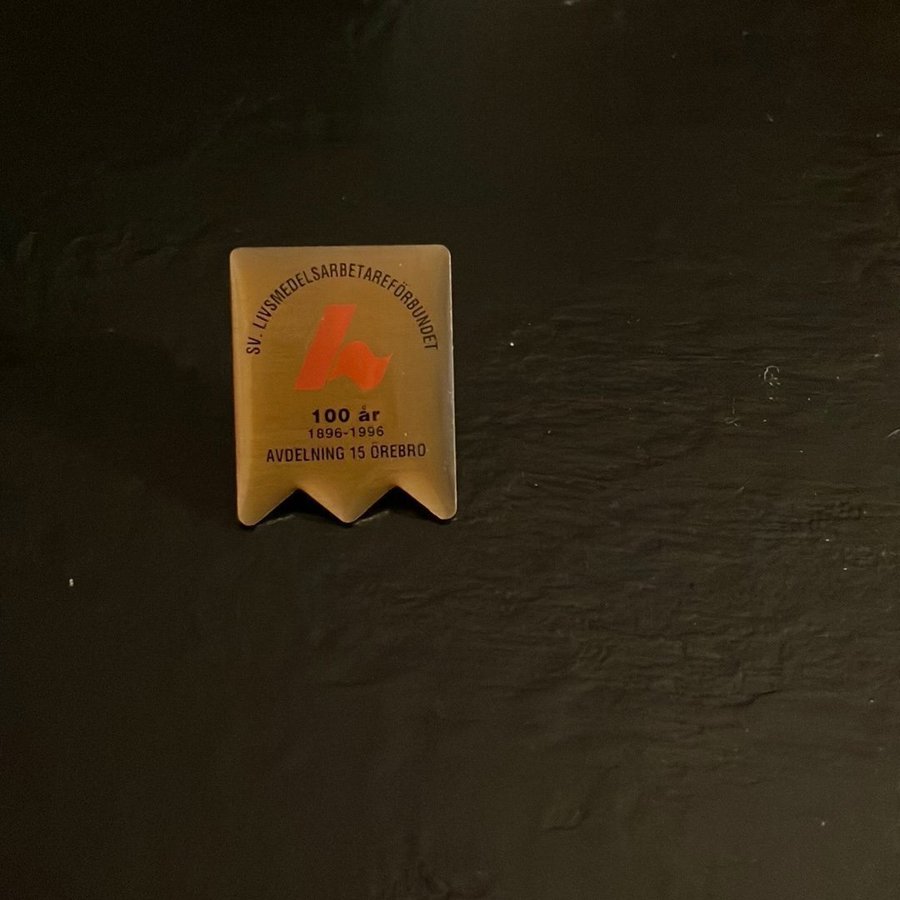 SV. LIVSMEDELSARBETAREFÖRBUNDET
100 år
1896-1996
AVDELNING 15 ÖREBRO